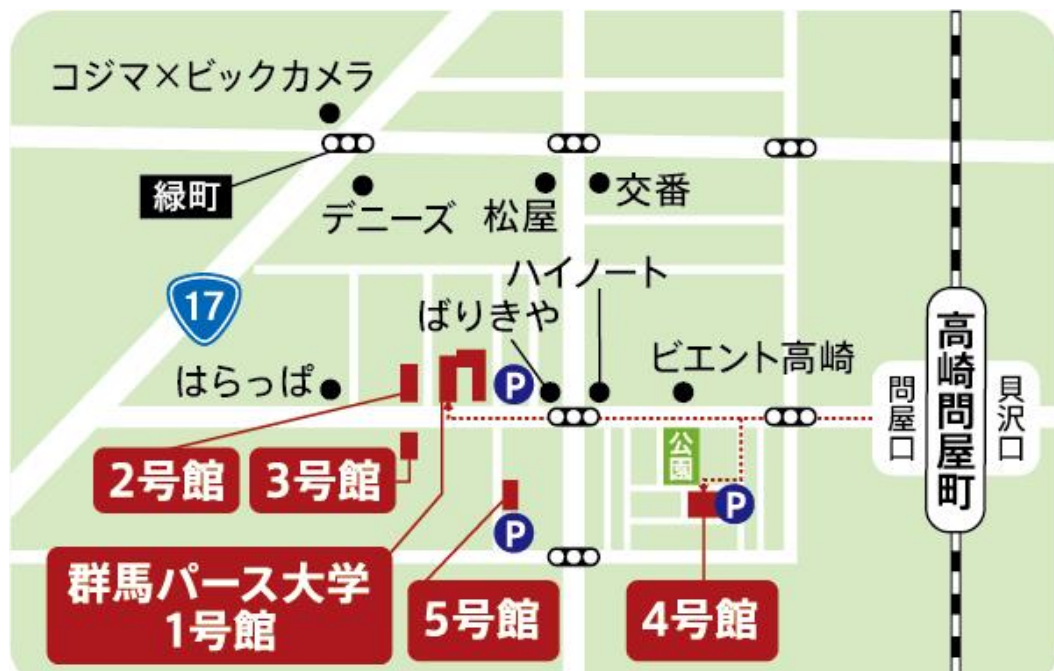 コジマ×ビックカメラ
緑町
デニーズ
松屋
交番
17
ハイノート
ばりきや
はらっぱ
P
ビエント高崎
高崎問屋町
問屋口
貝沢口
公園
2号館
3号館
P
P
群馬パース大学
1号館
5号館
4号館